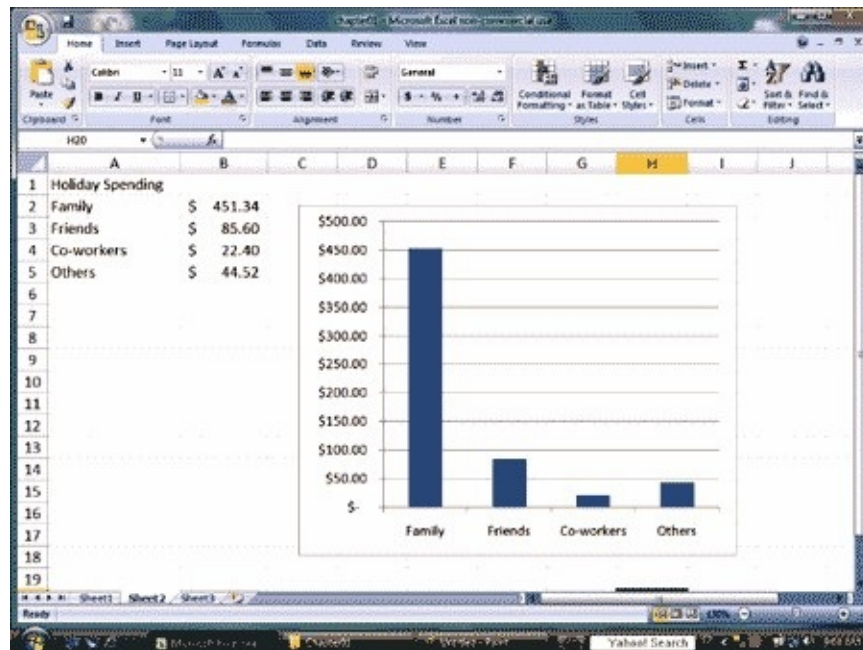 chapter01 - Microsoft Excel non-commercial use
Home Insert Page Layout Formulas Data Review View
Paste
Calibri 11 A A
B I U A
General
$ % ,
Conditional Formatting
Format as Table
Cell Styles
Insert
Delete
Format
Σ
Sort & Filter
Find & Select
Clipboard Font Alignment Number Styles Cells Editing
H20 fx
A B C D E F G H I J
1 Holiday Spending
2 Family $ 451.34
3 Friends $ 85.60
4 Co-workers $ 22.40
5 Others $ 44.52
6
7
8
9
10
11
12
13
14
15
16
17
18
19
$500.00
$450.00
$400.00
$350.00
$300.00
$250.00
$200.00
$150.00
$100.00
$50.00
$-
Family Friends Co-workers Others
Sheet1 Sheet2 Sheet3
Ready
Yahoo! Search